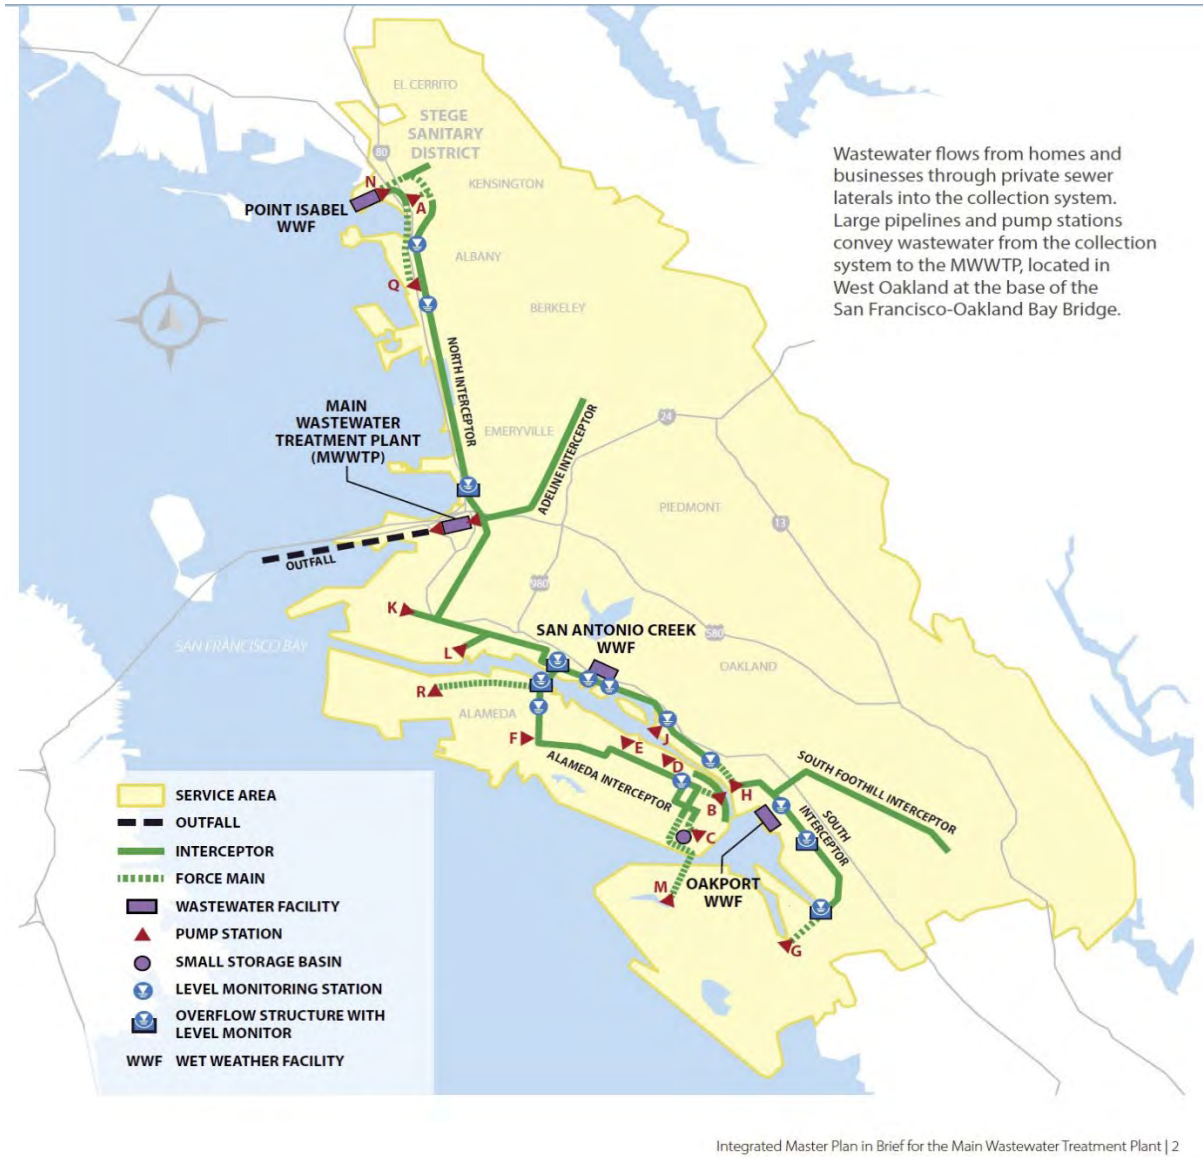 EL CERRITO
STEGE
SANITARY
DISTRICT
80
KENSINGTON
N
A
POINT ISABEL
WWF
ALBANY
Q
BERKELEY
NORTH INTERCEPTOR
Wastewater flows from homes and
businesses through private sewer
laterals into the collection system.
Large pipelines and pump stations
convey wastewater from the collection
system to the MWWTP, located in
West Oakland at the base of the
San Francisco-Oakland Bay Bridge.
MAIN
WASTEWATER
TREATMENT PLANT
(MWWTP)
EMERYVILLE
ADELINE INTERCEPTOR
24
PIEDMONT
13
OUTFALL
980
K
SAN FRANCISCO BAY
SAN ANTONIO CREEK
WWF
580
L
OAKLAND
R
ALAMEDA
F
E
J
D
ALAMEDA INTERCEPTOR
B
H
SOUTH FOOTHILL INTERCEPTOR
SOUTH
INTERCEPTOR
C
M
OAKPORT
WWF
G
SERVICE AREA
OUTFALL
INTERCEPTOR
FORCE MAIN
WASTEWATER FACILITY
PUMP STATION
SMALL STORAGE BASIN
LEVEL MONITORING STATION
OVERFLOW STRUCTURE WITH
LEVEL MONITOR
WWF WET WEATHER FACILITY
Integrated Master Plan in Brief for the Main Wastewater Treatment Plant | 2